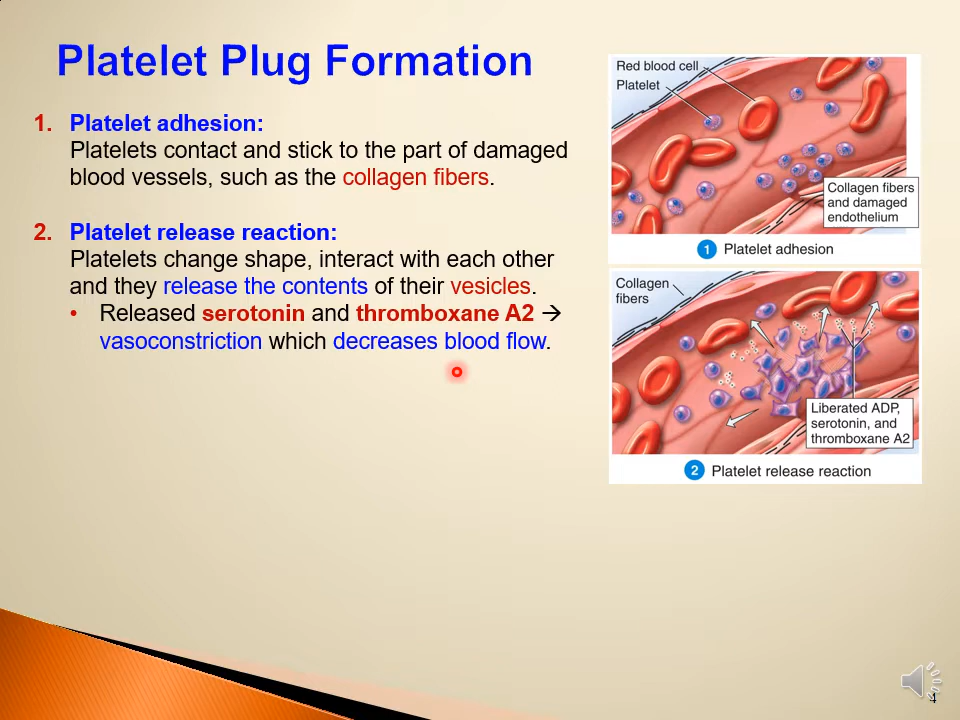 Platelet Plug Formation
1. Platelet adhesion:
Platelets contact and stick to the part of damaged
blood vessels, such as the collagen fibers.
2. Platelet release reaction:
Platelets change shape, interact with each other
and they release the contents of their vesicles.
• Released serotonin and thromboxane A2 →
vasoconstriction which decreases blood flow.
Red blood cell
Platelet
Collagen fibers
and damaged
endothelium
1 Platelet adhesion
Collagen
fibers
Liberated ADP,
serotonin, and
thromboxane A2
2 Platelet release reaction
4